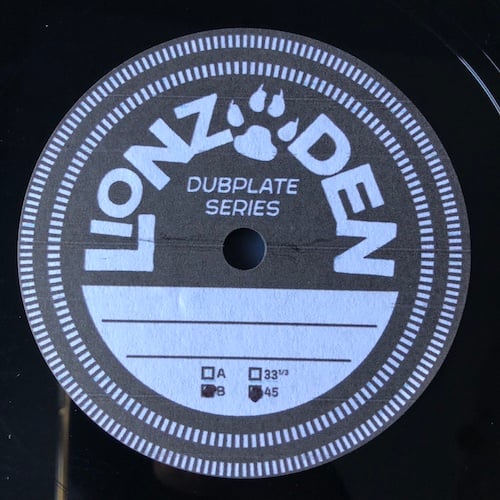 LIONZ DEN
DUBPLATE
SERIES
A 33 1/3
B 45